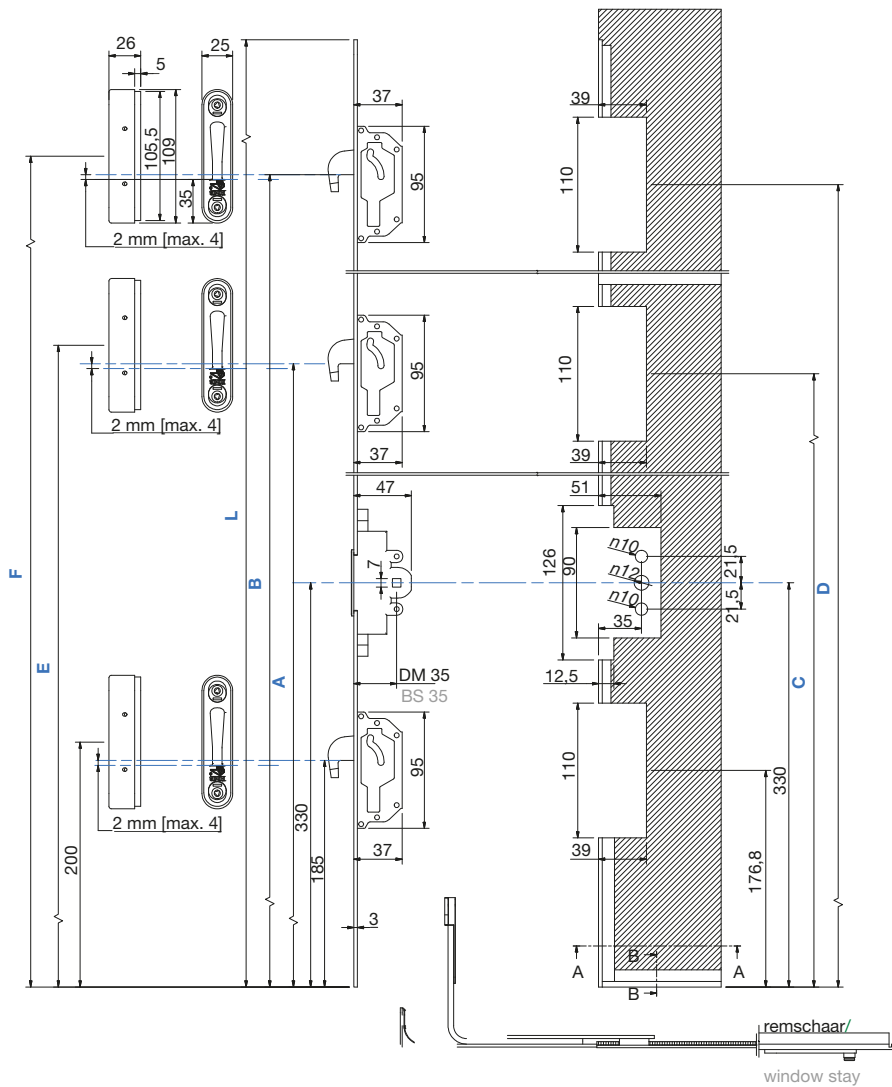 26
5
25
105,5
109
35
2 mm [max. 4]
37
95
39
110
2 mm [max. 4]
95
37
110
39
L
B
F
E
A
D
C
47
7
51
126
90
n10
n12
n10
21,5
21,5
35
12,5
DM 35
BS 35
95
37
110
39
2 mm [max. 4]
200
330
185
330
176,8
3
A
B
A
B
remschaar/
window stay